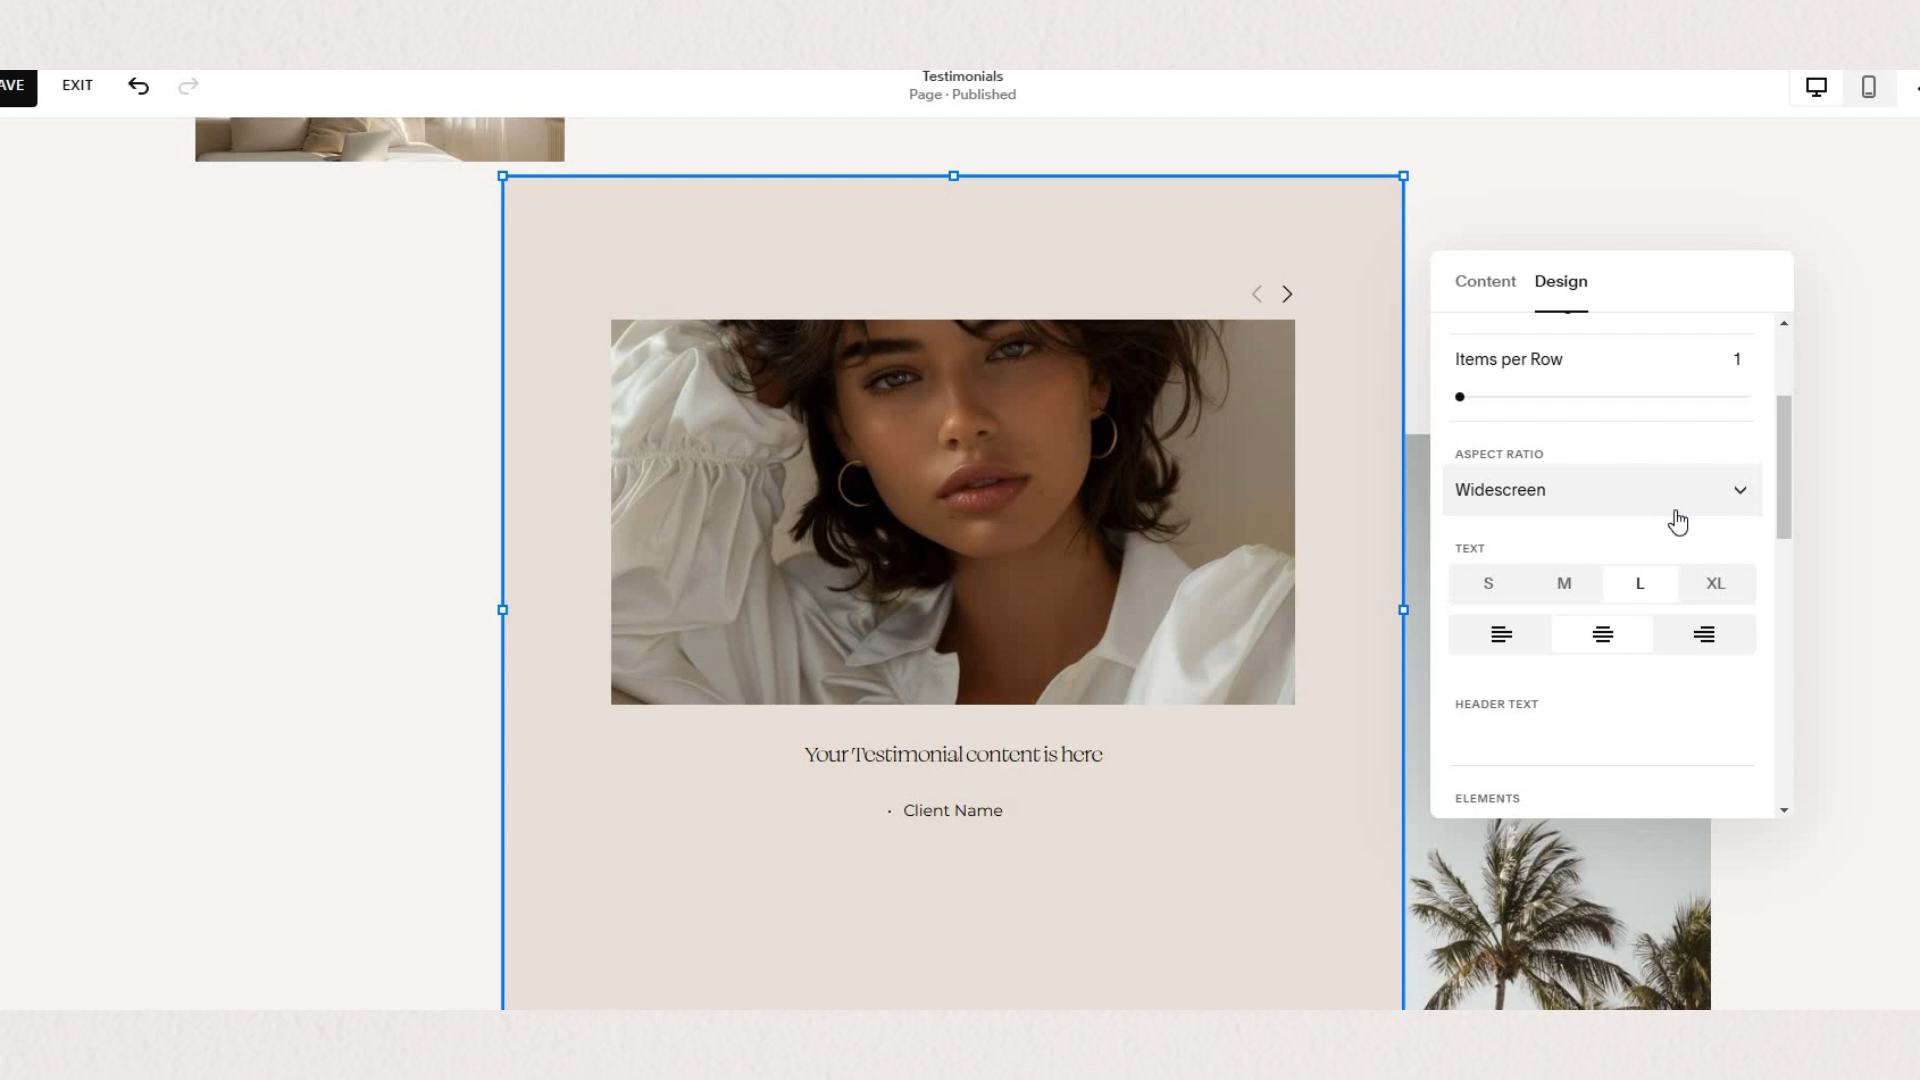 AVE
EXIT
Testimonials
Page · Published
Content
Design
Items per Row
1
ASPECT RATIO
Widescreen
TEXT
S
M
L
XL
HEADER TEXT
ELEMENTS
Your Testimonial content is here
• Client Name